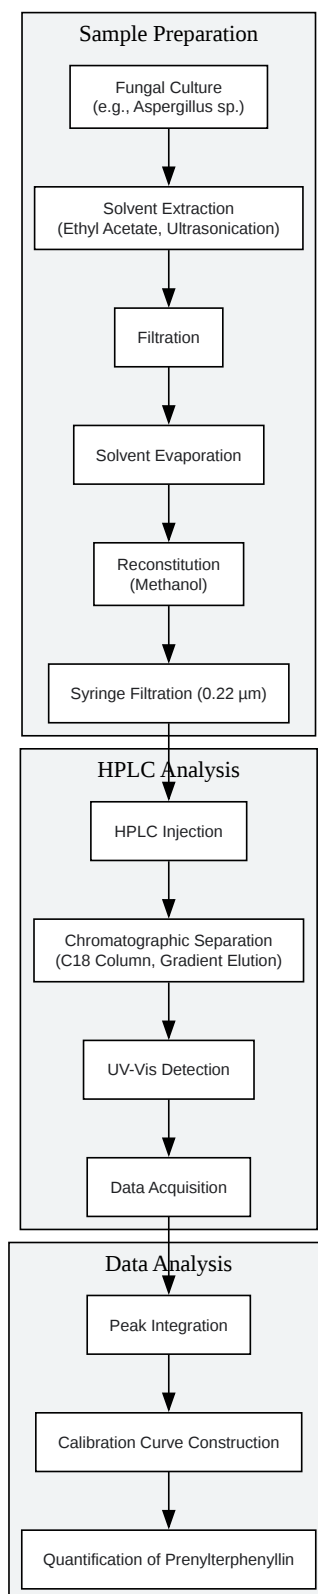 Sample Preparation
Fungal Culture
(e.g., Aspergillus sp.)
Solvent Extraction
(Ethyl Acetate, Ultrasonication)
Filtration
Solvent Evaporation
Reconstitution
(Methanol)
Syringe Filtration (0.22 µm)
HPLC Analysis
HPLC Injection
Chromatographic Separation
(C18 Column, Gradient Elution)
UV-Vis Detection
Data Acquisition
Data Analysis
Peak Integration
Calibration Curve Construction
Quantification of Prenylterphenyllin